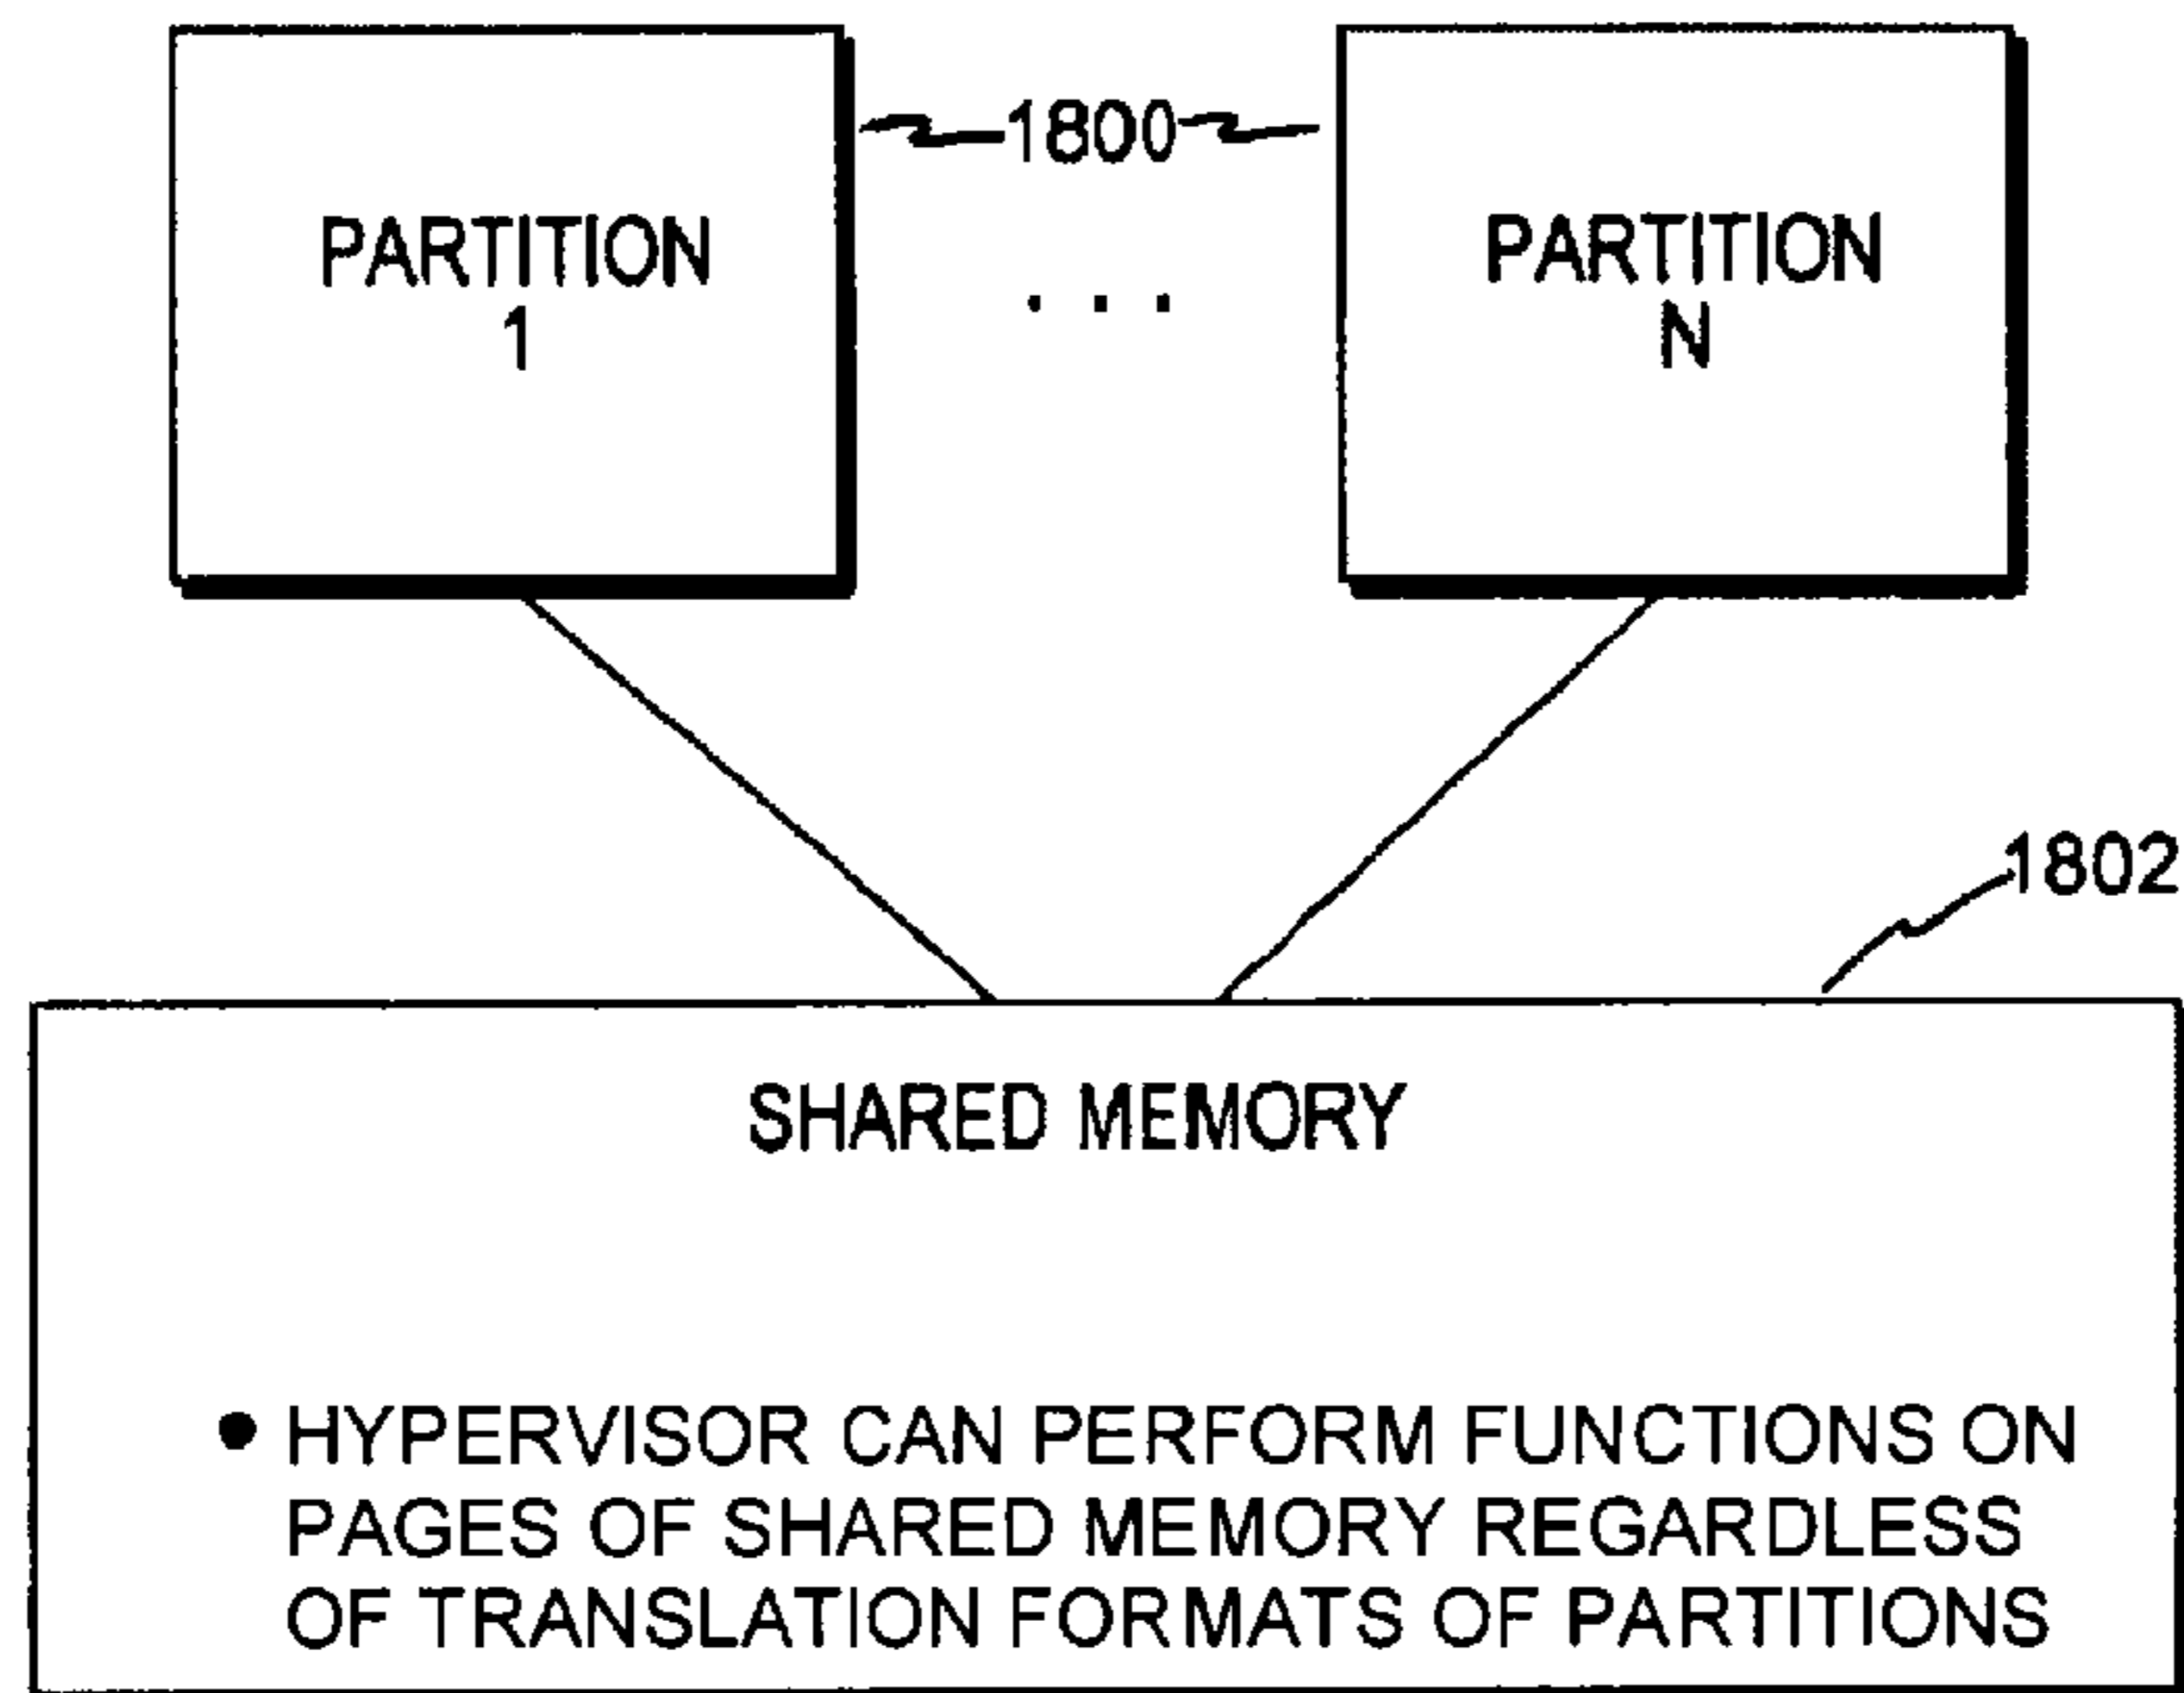 1800
PARTITION
1
. . .
PARTITION
N
1802
SHARED MEMORY
● HYPERVISOR CAN PERFORM FUNCTIONS ON
PAGES OF SHARED MEMORY REGARDLESS
OF TRANSLATION FORMATS OF PARTITIONS